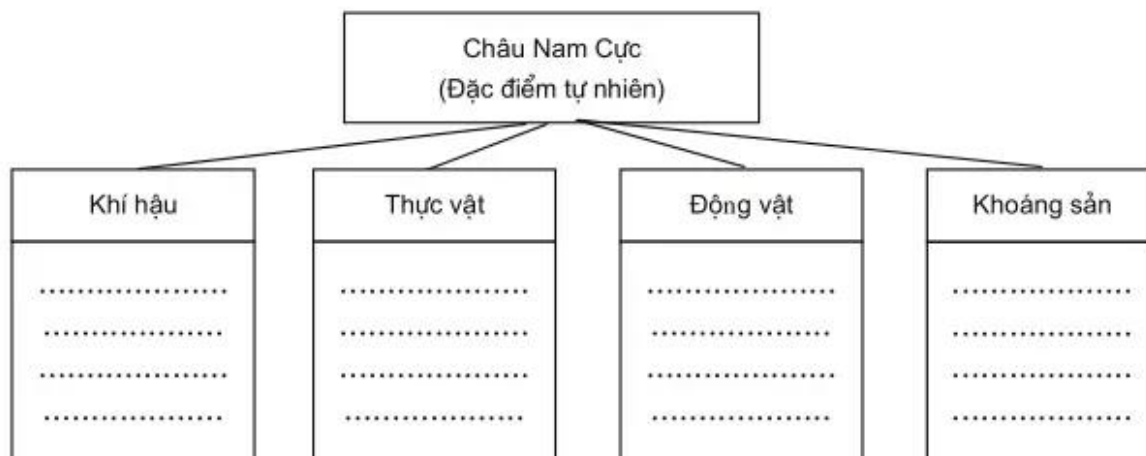 Châu Nam Cực
(Đặc điểm tự nhiên)
Khí hậu
Thực vật
Động vật
Khoáng sản